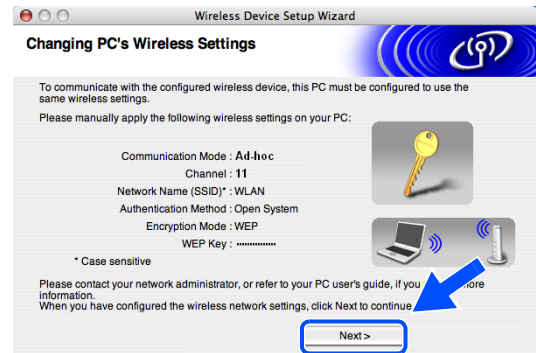 Wireless Device Setup Wizard
Changing PC's Wireless Settings
To communicate with the configured wireless device, this PC must be configured to use the
same wireless settings.
Please manually apply the following wireless settings on your PC:
Communication Mode : Ad-hoc
Channel : 11
Network Name (SSID)* : WLAN
Authentication Method : Open System
Encryption Mode : WEP
WEP Key :
* Case sensitive
Please contact your network administrator, or refer to your PC user's guide, if you more
information.
When you have configured the wireless network settings, click Next to continue
Next >